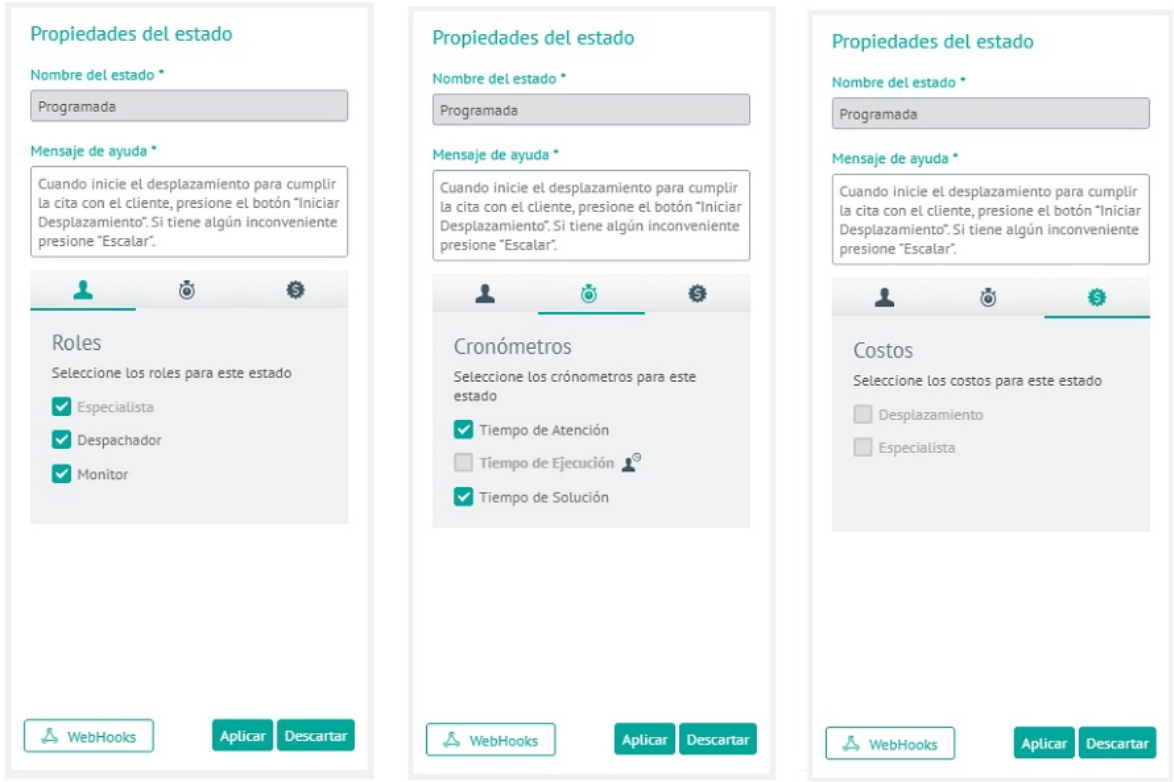 Propiedades del estado
Nombre del estado *
Programada
Mensaje de ayuda *
Cuando inicie el desplazamiento para cumplir
la cita con el cliente, presione el botón “Iniciar
Desplazamiento”. Si tiene algún inconveniente
presione "Escalar".
Roles
Seleccione los roles para este estado
Especialista
Despachador
Monitor
WebHooks
Aplicar
Descartar
Propiedades del estado
Nombre del estado *
Programada
Mensaje de ayuda *
Cuando inicie el desplazamiento para cumplir
la cita con el cliente, presione el botón “Iniciar
Desplazamiento”. Si tiene algún inconveniente
presione "Escalar".
Cronómetros
Seleccione los crónometros para este
estado
Tiempo de Atención
Tiempo de Ejecución
Tiempo de Solución
WebHooks
Aplicar
Descartar
Propiedades del estado
Nombre del estado *
Programada
Mensaje de ayuda *
Cuando inicie el desplazamiento para cumplir
la cita con el cliente, presione el botón “Iniciar
Desplazamiento”. Si tiene algún inconveniente
presione "Escalar".
Costos
Seleccione los costos para este estado
Desplazamiento
Especialista
WebHooks
Aplicar
Descartar